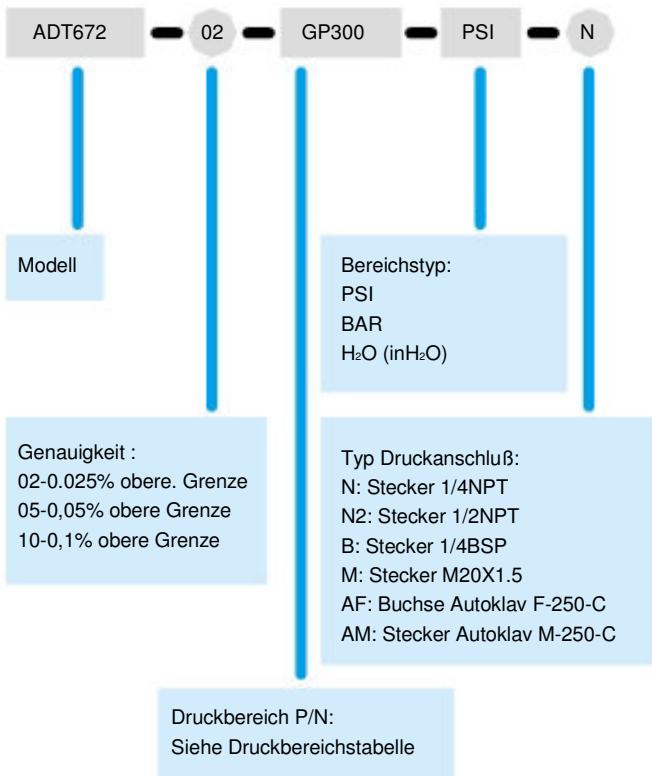 ADT672 02 GP300 PSI N
Modell
Bereichstyp:
PSI
BAR
H₂O (inH₂O)
Genauigkeit :
02-0.025% obere. Grenze
05-0,05% obere Grenze
10-0,1% obere Grenze
Typ Druckanschluß:
N: Stecker 1/4NPT
N2: Stecker 1/2NPT
B: Stecker 1/4BSP
M: Stecker M20X1.5
AF: Buchse Autoklav F-250-C
AM: Stecker Autoklav M-250-C
Druckbereich P/N:
Siehe Druckbereichstabelle